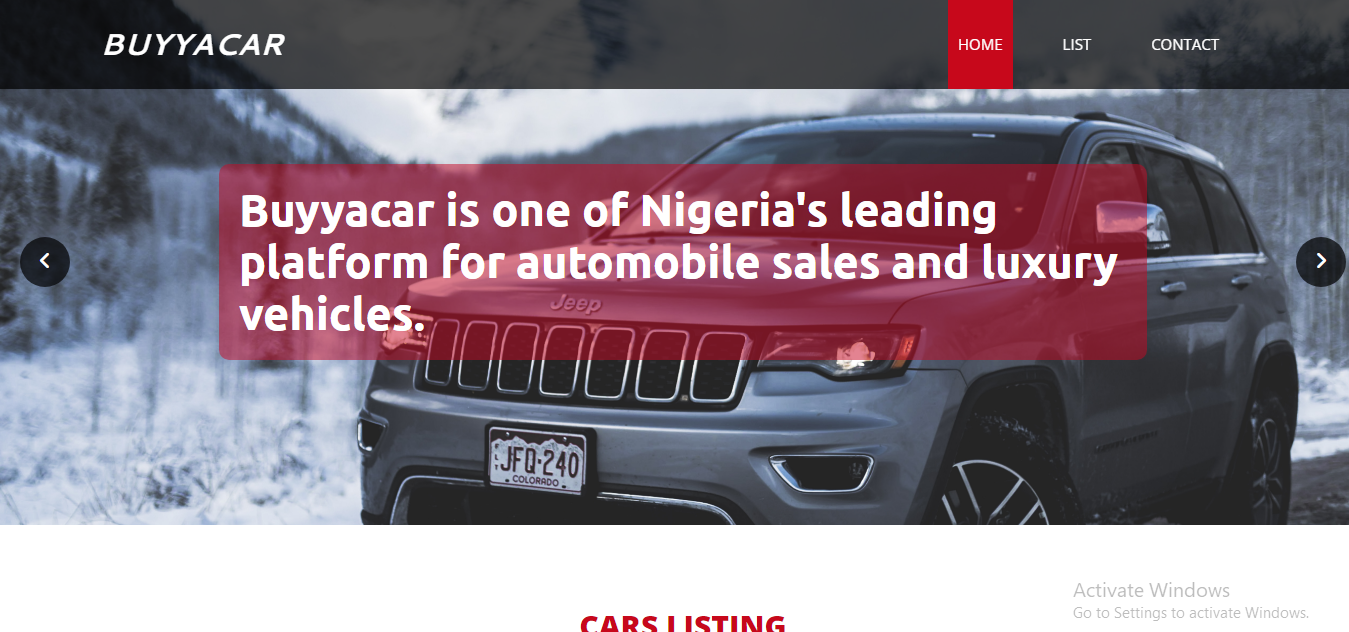 BUYYACAR
HOME
LIST
CONTACT
Buyyacar is one of Nigeria's leading
platform for automobile sales and luxury
vehicles.
Jeep
JFQ-240
COLORADO
Activate Windows
Go to Settings to activate Windows.
CARS LISTING